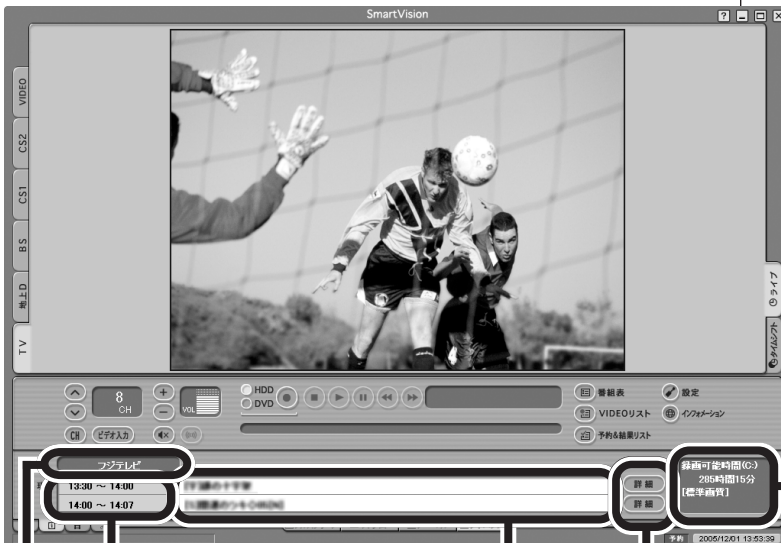 SmartVision
?
VIDEO
CS2
CS1
BS
地上D
TV
ライブ
タイムシフト
8
CH
VOL
HDD
DVD
番組表
設定
VIDEOリスト
インフォメーション
予約&結果リスト
CH
ビデオ入力
フジテレビ
録画可能時間(C:)
285時間15分
[標準画質]
13:30 ～ 14:00
詳細
14:00 ～ 14:07
詳細
予約
2005/12/01 13:53:39